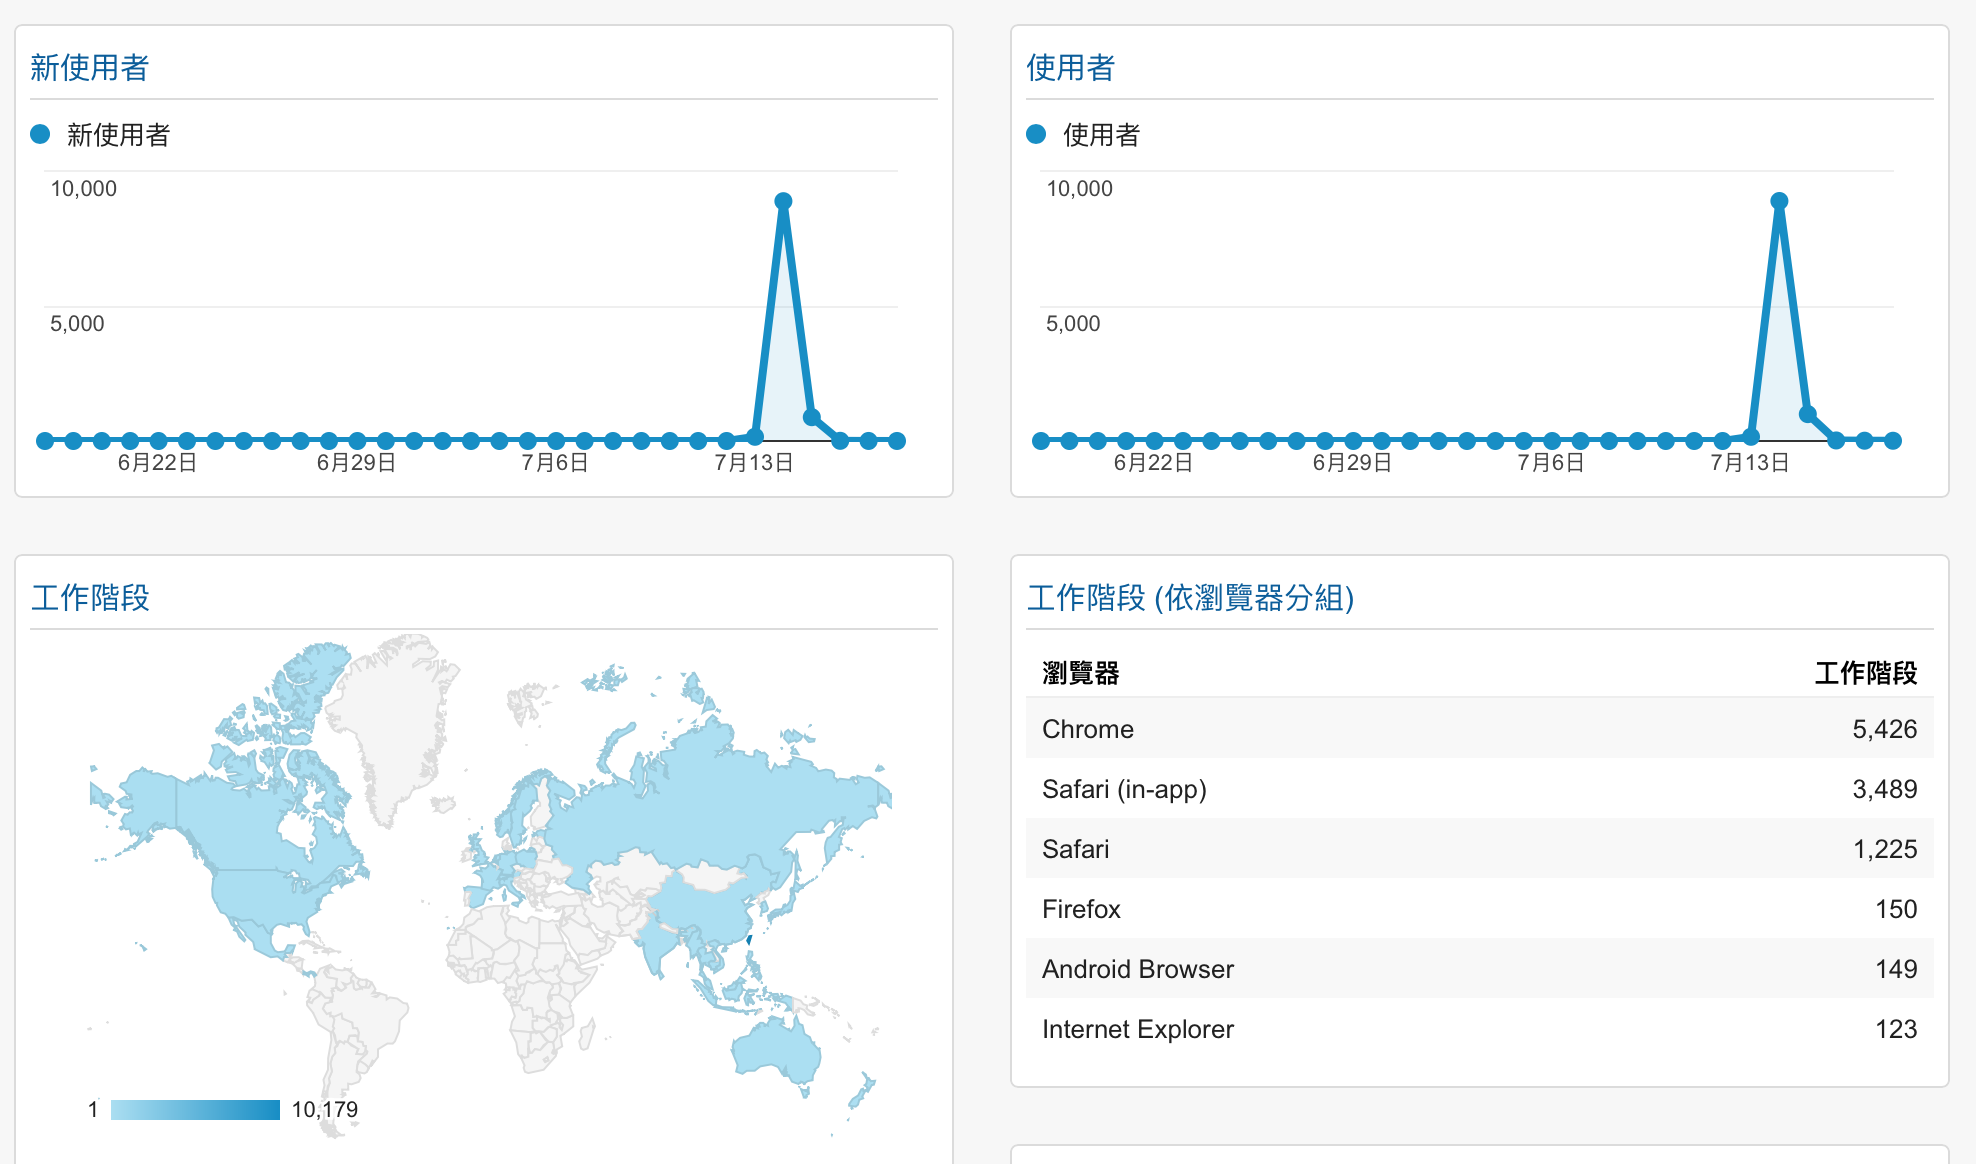 新使用者
新使用者
10,000
5,000
6月22日
6月29日
7月6日
7月13日
使用者
使用者
10,000
5,000
6月22日
6月29日
7月6日
7月13日
工作階段
1
10,179
工作階段 (依瀏覽器分組)
瀏覽器 工作階段
Chrome 5,426
Safari (in-app) 3,489
Safari 1,225
Firefox 150
Android Browser 149
Internet Explorer 123